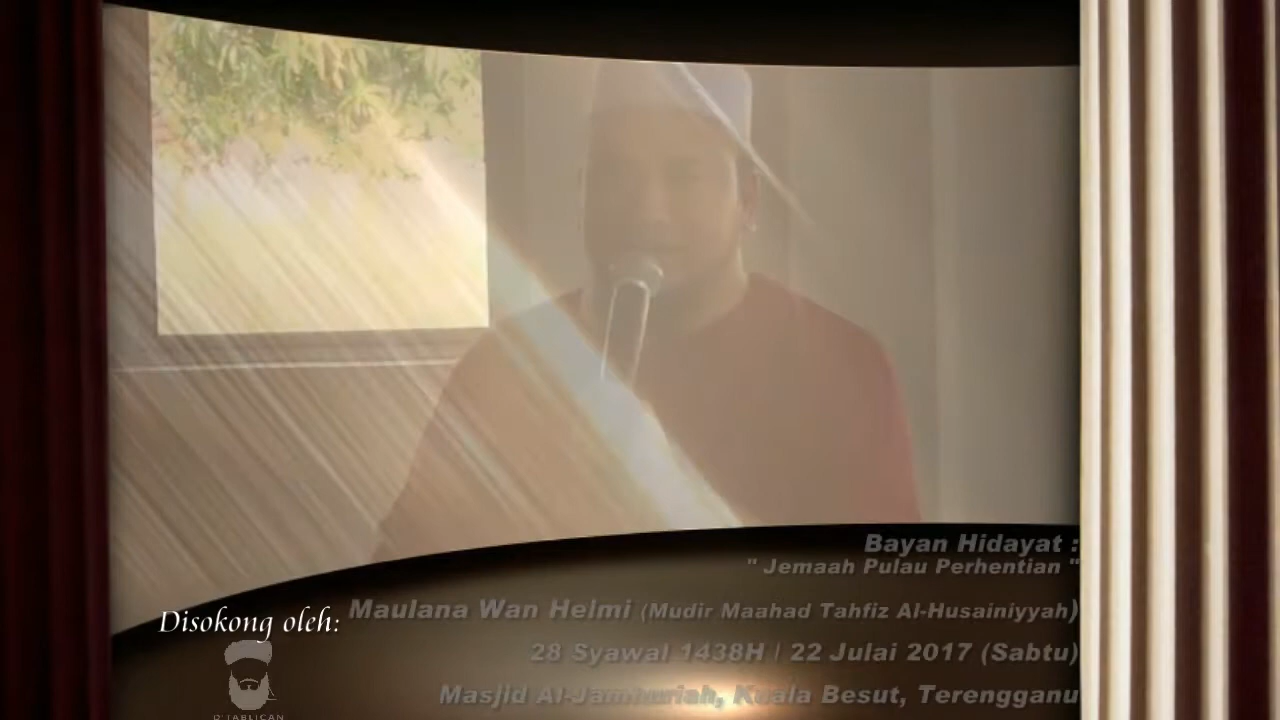 Bayan Hidayat :
" Jemaah Pulau Perhentian "
Maulana Wan Helmi (Mudir Maahad Tahfiz Al-Husainiyyah)
28 Syawal 1438H | 22 Julai 2017 (Sabtu)
Masjid Al-Jamhuriah, Kuala Besut, Terengganu
Disokong oleh:
D'TABLICAN